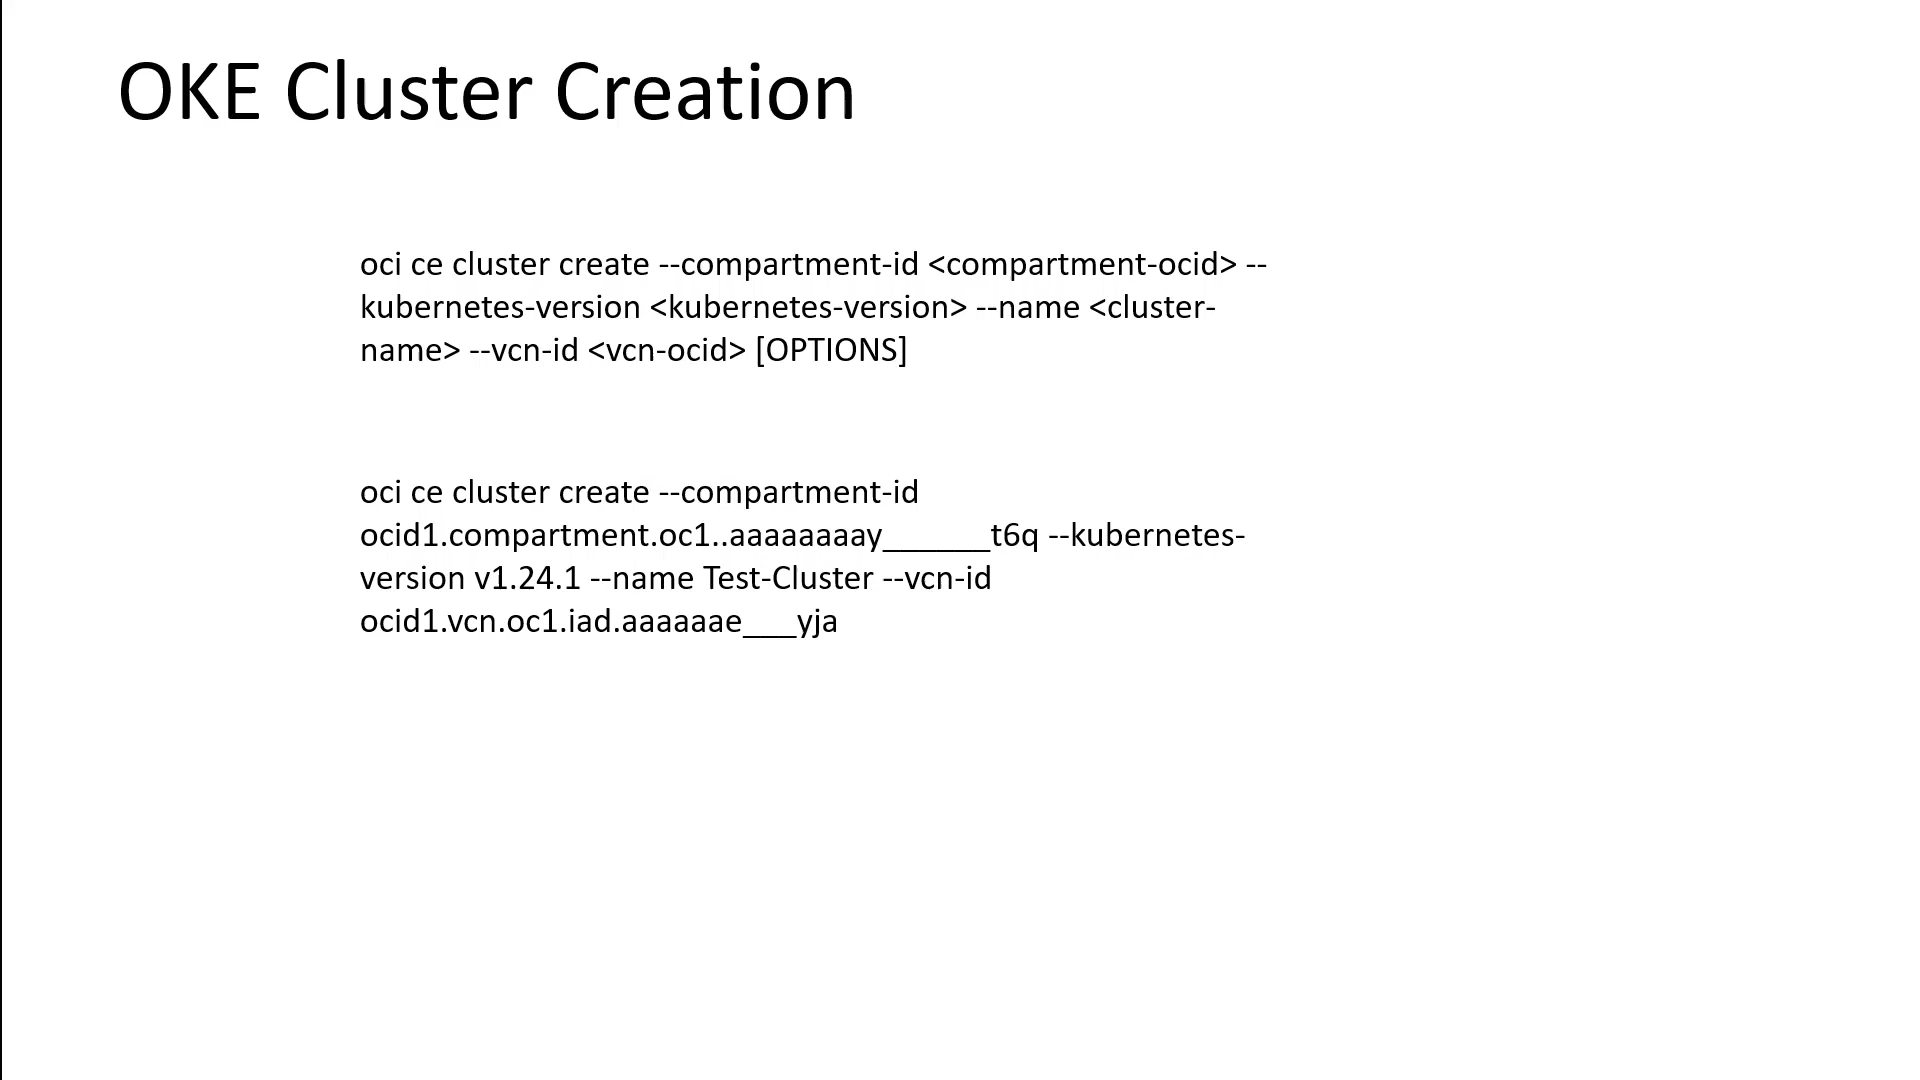 OKE Cluster Creation
oci ce cluster create --compartment-id <compartment-ocid> --
kubernetes-version <kubernetes-version> --name <cluster-
name> --vcn-id <vcn-ocid> [OPTIONS]
oci ce cluster create --compartment-id
ocid1.compartment.oc1..aaaaaaaay______t6q --kubernetes-
version v1.24.1 --name Test-Cluster --vcn-id
ocid1.vcn.oc1.iad.aaaaaae___yja